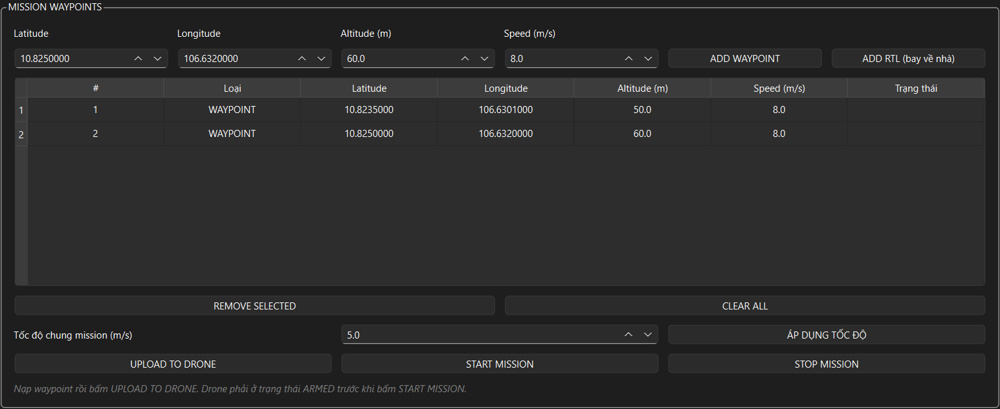 MISSION WAYPOINTS
Latitude Longitude Altitude (m) Speed (m/s)
10.8250000 106.6320000 60.0 8.0 ADD WAYPOINT ADD RTL (bay về nhà)
# Loại Latitude Longitude Altitude (m) Speed (m/s) Trạng thái
1 1 WAYPOINT 10.8235000 106.6301000 50.0 8.0
2 2 WAYPOINT 10.8250000 106.6320000 60.0 8.0
REMOVE SELECTED CLEAR ALL
Tốc độ chung mission (m/s) 5.0 ÁP DỤNG TỐC ĐỘ
UPLOAD TO DRONE START MISSION STOP MISSION
Nạp waypoint rồi bấm UPLOAD TO DRONE. Drone phải ở trạng thái ARMED trước khi bấm START MISSION.